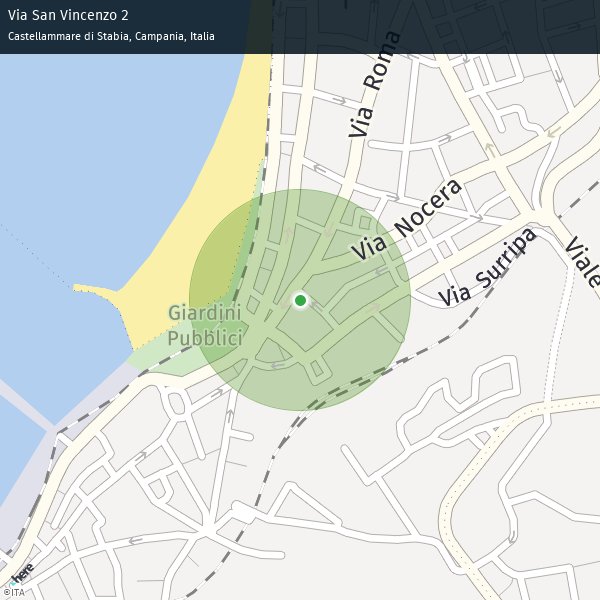 Via San Vincenzo 2
Castellammare di Stabia, Campania, Italia
Via Roma
Via Nocera
Via Surripa
Viale
Giardini
Pubblici
here
©ITA